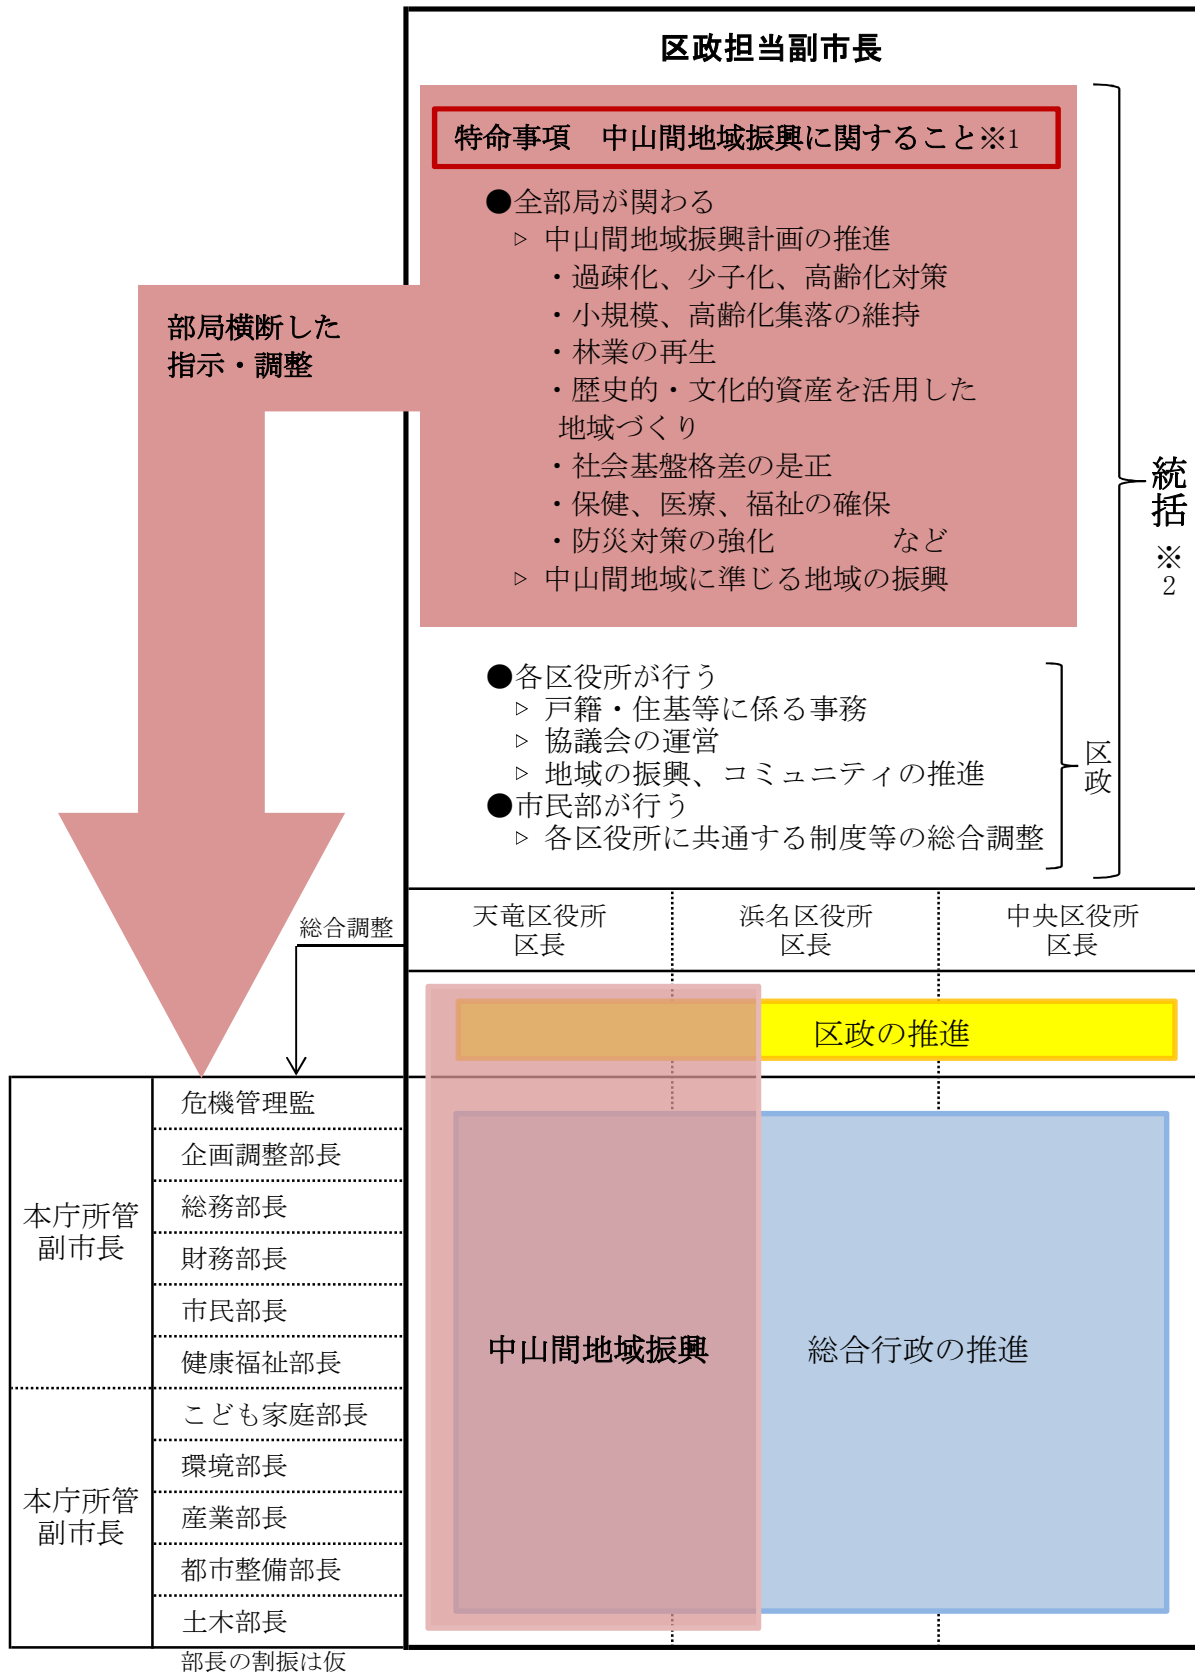 区政担当副市長
特命事項　中山間地域振興に関すること※1
●全部局が関わる
▷ 中山間地域振興計画の推進
・過疎化、少子化、高齢化対策
・小規模、高齢化集落の維持
・林業の再生
・歴史的・文化的資産を活用した
地域づくり
・社会基盤格差の是正
・保健、医療、福祉の確保
・防災対策の強化　　　　など
▷ 中山間地域に準じる地域の振興
部局横断した
指示・調整
統括
※2
●各区役所が行う
▷ 戸籍・住基等に係る事務
▷ 協議会の運営
▷ 地域の振興、コミュニティの推進
●市民部が行う
▷ 各区役所に共通する制度等の総合調整
区政
総合調整
天竜区役所
区長
浜名区役所
区長
中央区役所
区長
区政の推進
本庁所管
副市長
危機管理監
企画調整部長
総務部長
財務部長
市民部長
健康福祉部長
本庁所管
副市長
こども家庭部長
環境部長
産業部長
都市整備部長
土木部長
中山間地域振興
総合行政の推進
部長の割振は仮